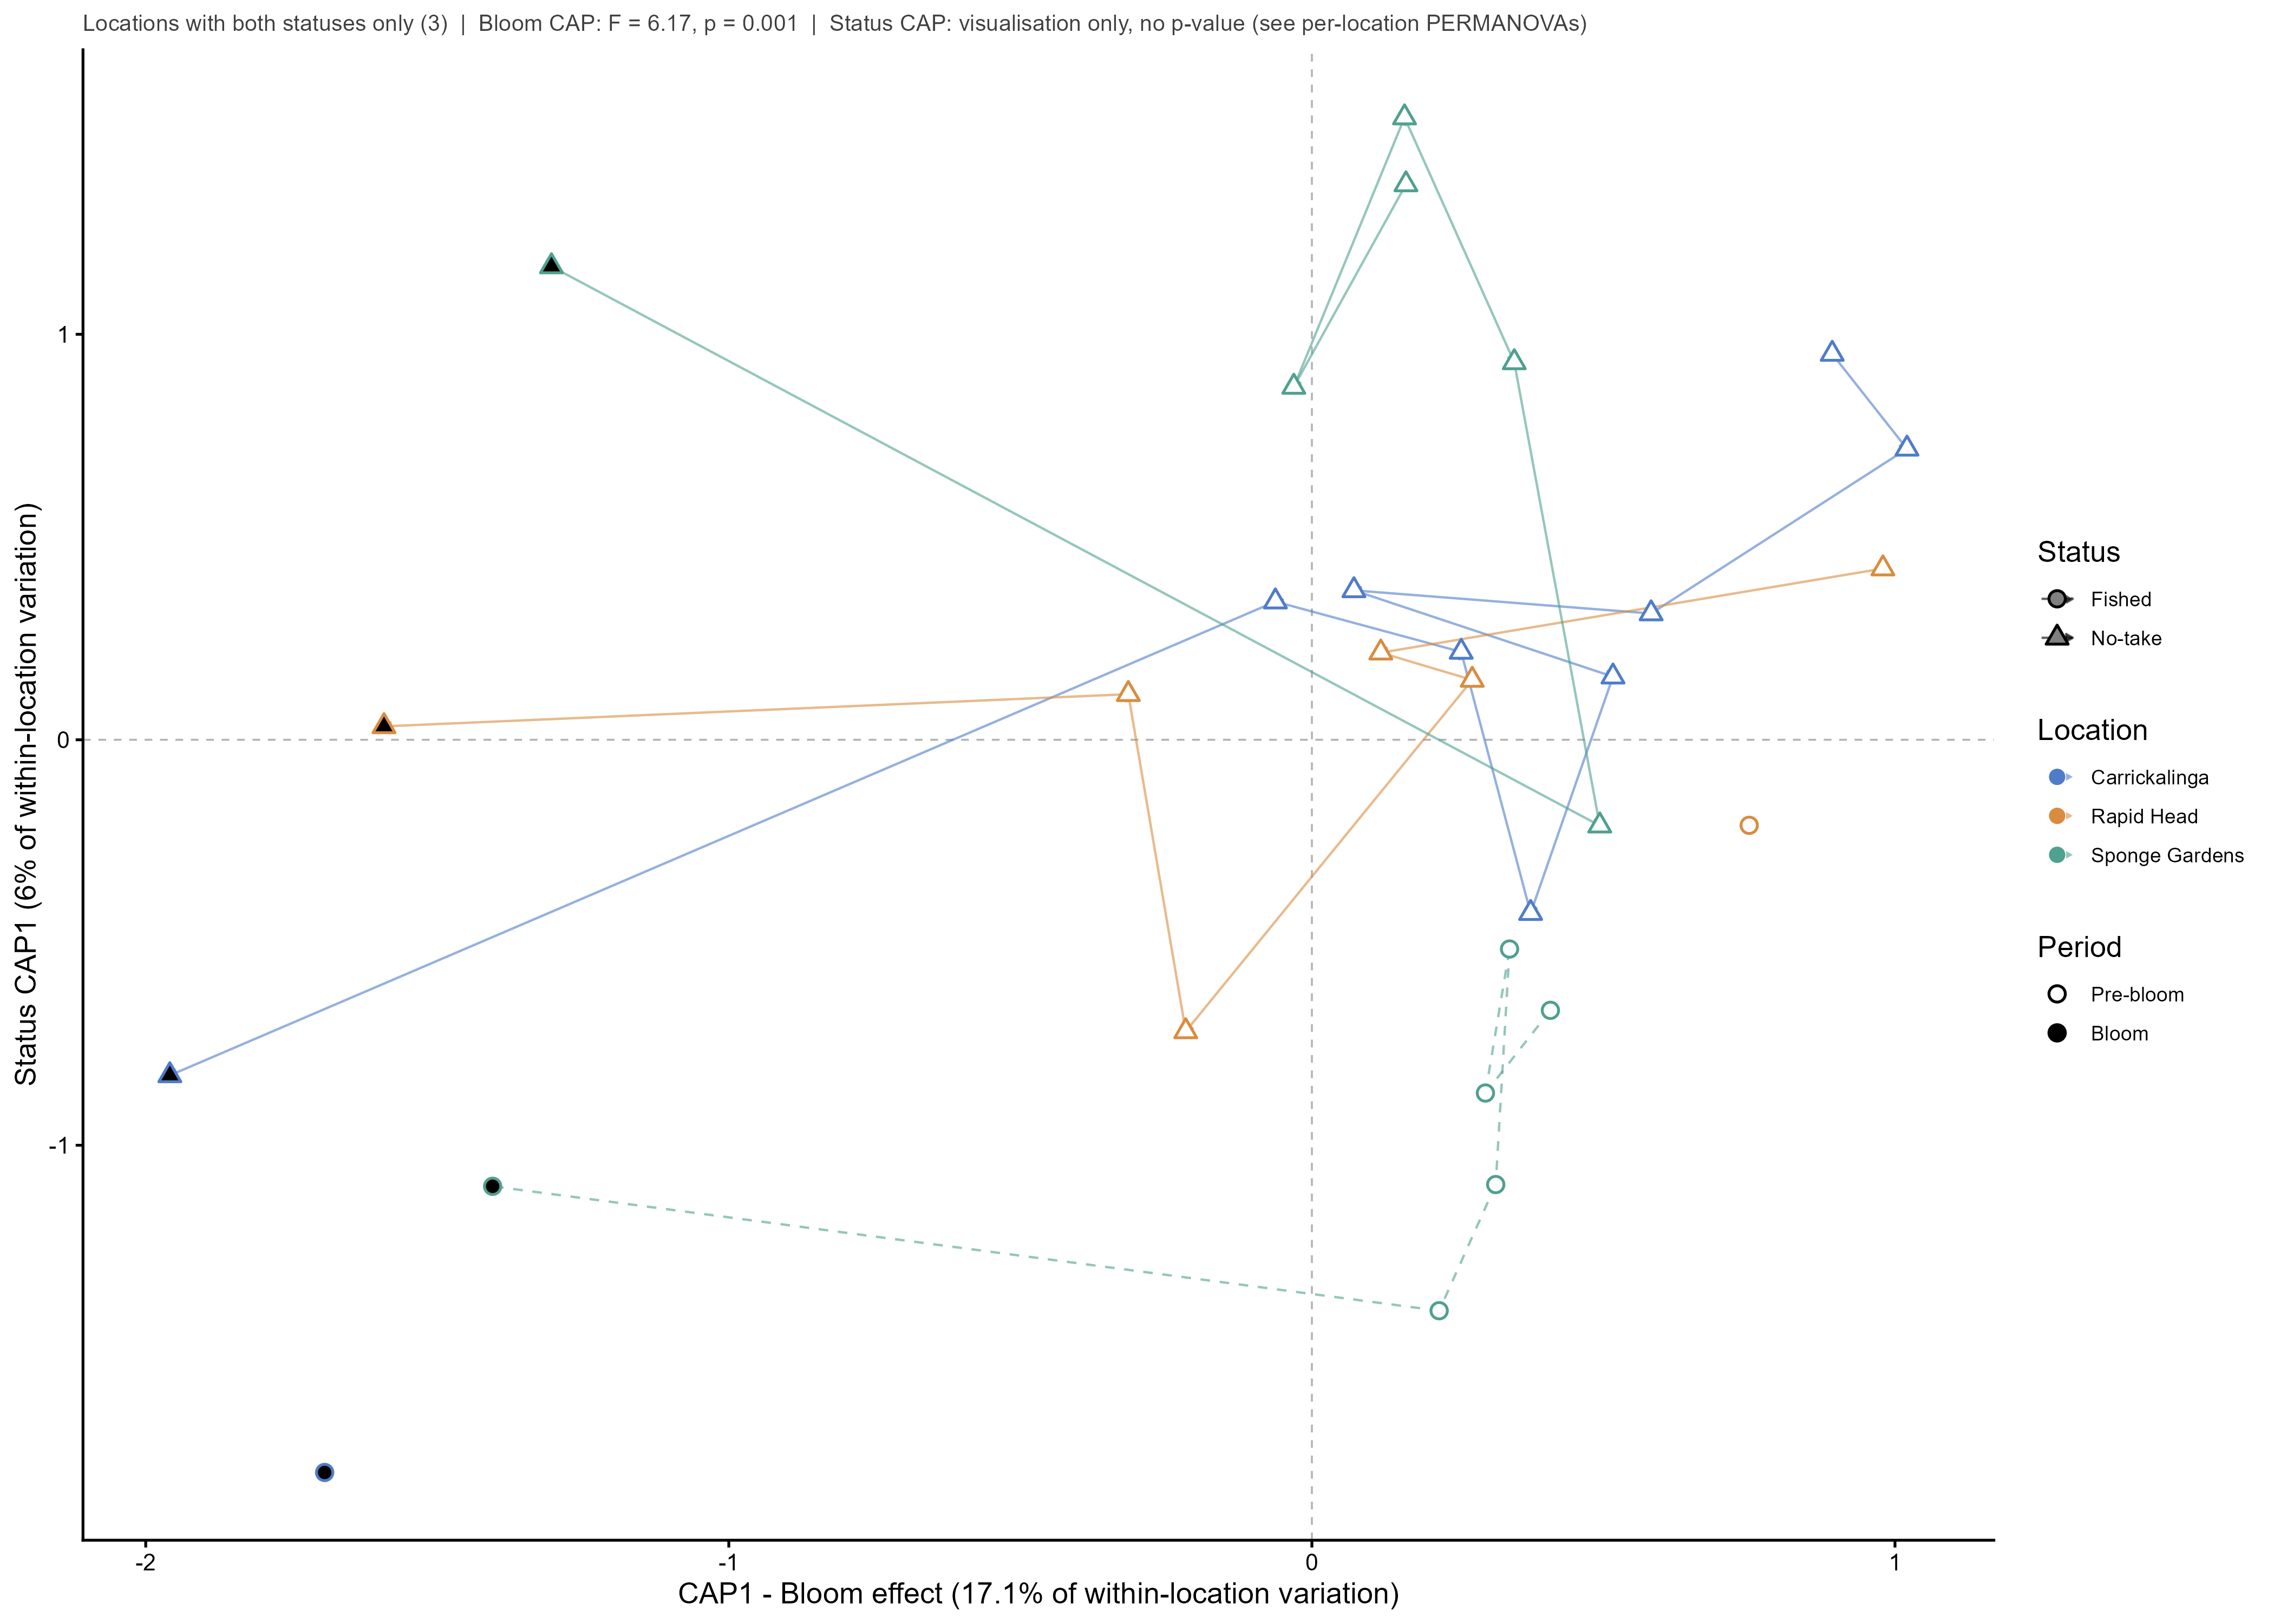 Locations with both statuses only (3) | Bloom CAP: F = 6.17, p = 0.001 | Status CAP: visualisation only, no p-value (see per-location PERMANOVAs)
Status CAP1 (6% of within-location variation)
1
0
-1
-2
-1
0
1
CAP1 - Bloom effect (17.1% of within-location variation)
Status
Fished
No-take
Location
Carrickalinga
Rapid Head
Sponge Gardens
Period
Pre-bloom
Bloom